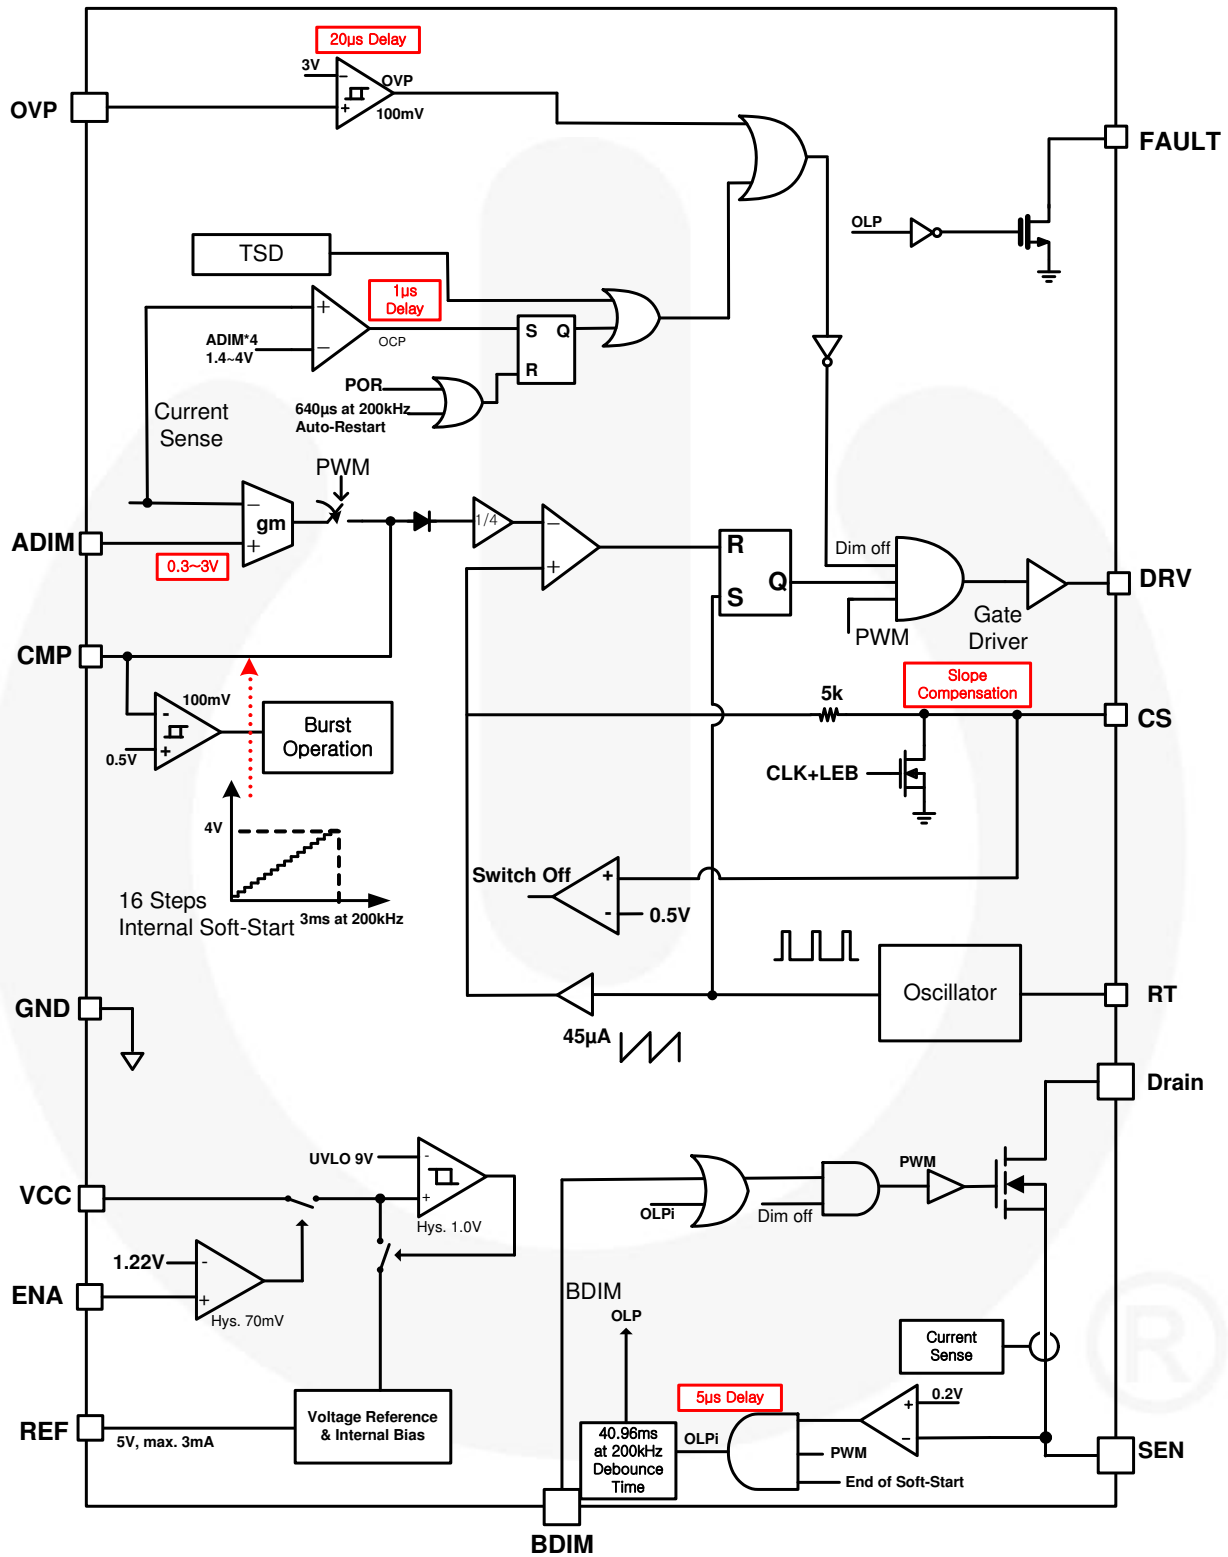 20µs Delay
3V
−
OVP
+
100mV
OVP
FAULT
OLP
TSD
1µs
Delay
+
ADIM*4
1.4~4V
−
OCP
S Q
R
POR
640µs at 200kHz
Auto-Restart
Current
Sense
PWM
−
gm
+
ADIM
0.3~3V
1/4
−
+
R
Q
S
Dim off
PWM
Gate
Driver
DRV
CMP
100mV
-
+
0.5V
Burst
Operation
5k
Slope
Compensation
CS
CLK+LEB
4V
16 Steps
Internal Soft-Start
3ms at 200kHz
Switch Off
+
-
0.5V
GND
45µA
Oscillator
RT
Drain
UVLO 9V
-
+
Hys. 1.0V
VCC
1.22V
-
+
Hys. 70mV
ENA
OLPi
Dim off
PWM
BDIM
OLP
Current
Sense
5µs Delay
0.2V
+
−
REF
5V, max. 3mA
Voltage Reference
& Internal Bias
40.96ms
at 200kHz
Debounce
Time
OLPi
PWM
End of Soft-Start
SEN
BDIM
®